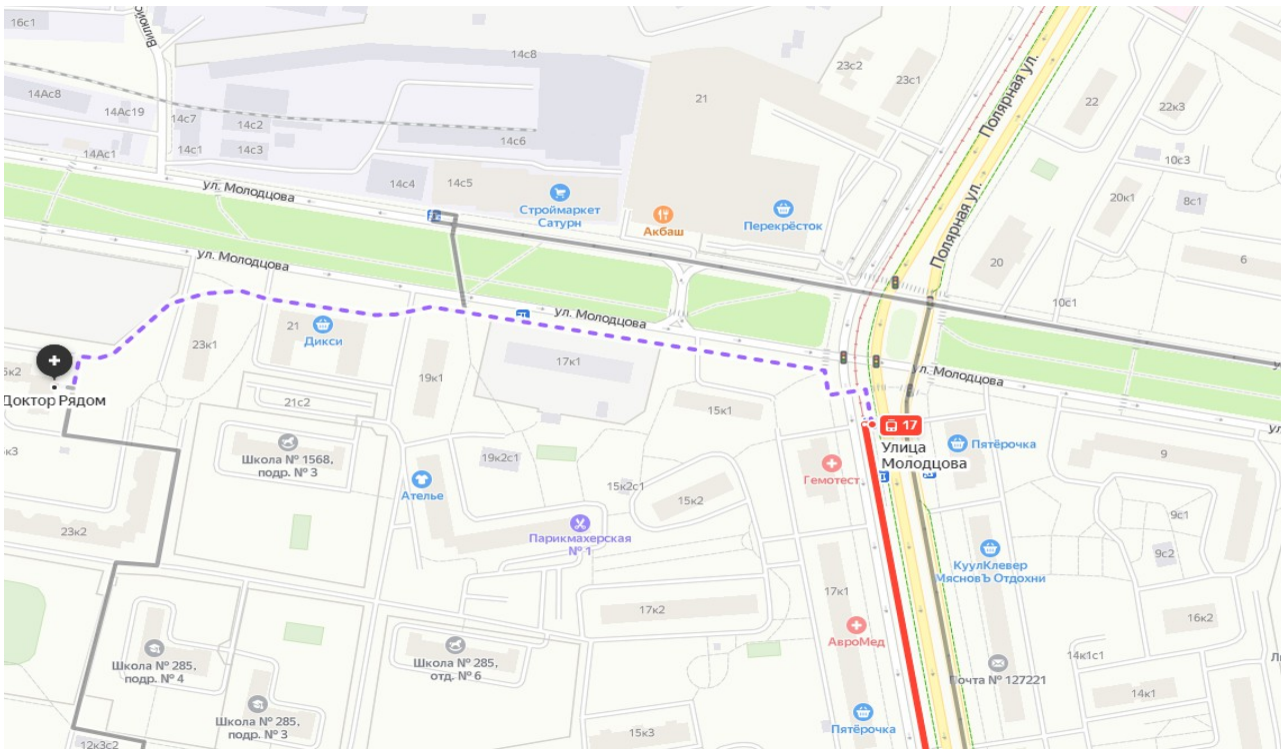 16с1
Вилюйс
14с8
23с2
23с1
Полярная ул.
22
22к3
14Ас8
14Ас19
14с7
14с2
14с6
21
14Ас1
14с1
14с3
10с3
20к1
8с1
ул. Молодцова
14с4
14с5
Строймаркет
Сатурн
Акбаш
Перекрёсток
Полярная ул.
6
20
ул. Молодцова
10с1
ул. Молодцова
23к1
21
Дикси
17к1
19к1
ул. Молодцова
5к2
Доктор Рядом
21с2
15к1
17
Улица
Молодцова
Пятёрочка
ул
к3
Школа № 1568,
подр. № 3
19к2с1
Гемотест
9
Ателье
15к2с1
15к2
9с1
23к2
Парикмахерская
№ 1
9с2
КуулКлевер
МясновЪ Отдохни
17к1
17к2
16к2
АвроМед
Школа № 285,
подр. № 4
Школа № 285,
отд. № 6
14к1с1
Почта № 127221
14к1
Школа № 285,
подр. № 3
Пятёрочка
12к3с2
15к3